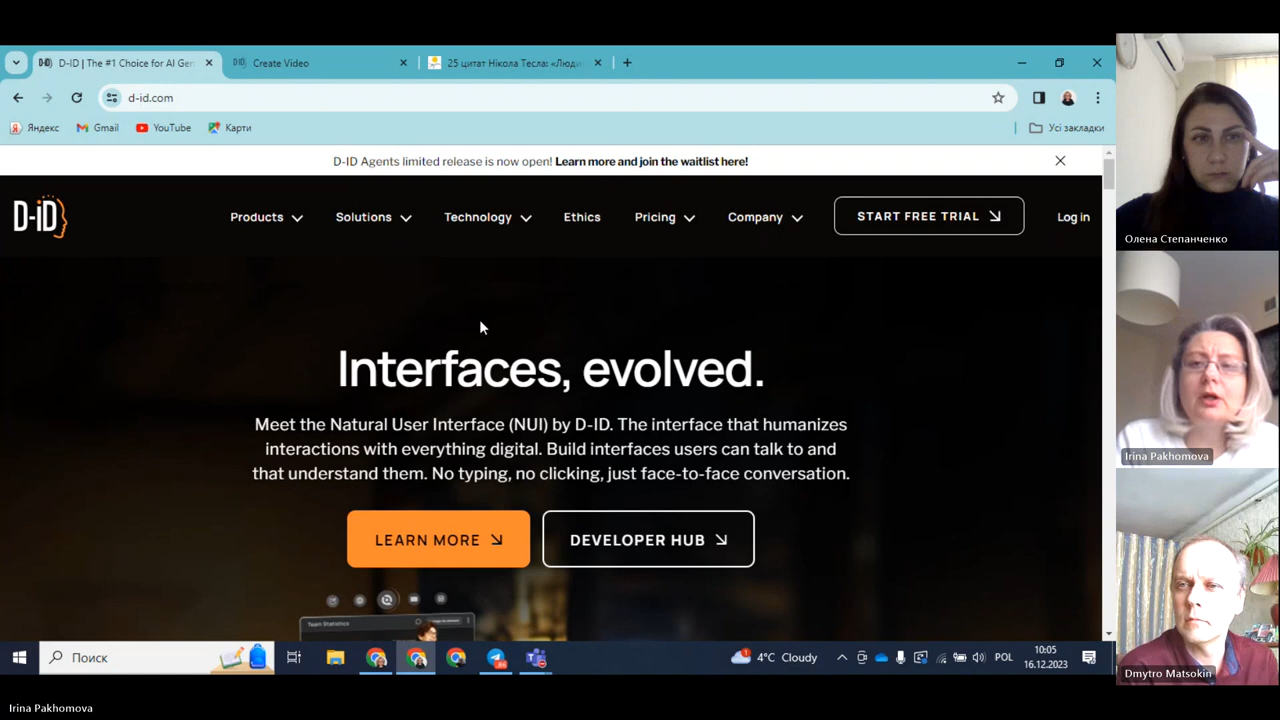 D-ID | The #1 Choice for AI Gen
Create Video
25 цитат Нікола Тесла: «Люди
d-id.com
Яндекс
Gmail
YouTube
Карти
Усі закладки
D-ID Agents limited release is now open! Learn more and join the waitlist here!
D-iD
Products
Solutions
Technology
Ethics
Pricing
Company
START FREE TRIAL
Log in
Interfaces, evolved.
Meet the Natural User Interface (NUI) by D-ID. The interface that humanizes
interactions with everything digital. Build interfaces users can talk to and
that understand them. No typing, no clicking, just face-to-face conversation.
LEARN MORE
DEVELOPER HUB
Team Statistics
Поиск
4°C Cloudy
POL
10:05
16.12.2023
Олена Степанченко
Irina Pakhomova
Dmytro Matsokin
Irina Pakhomova